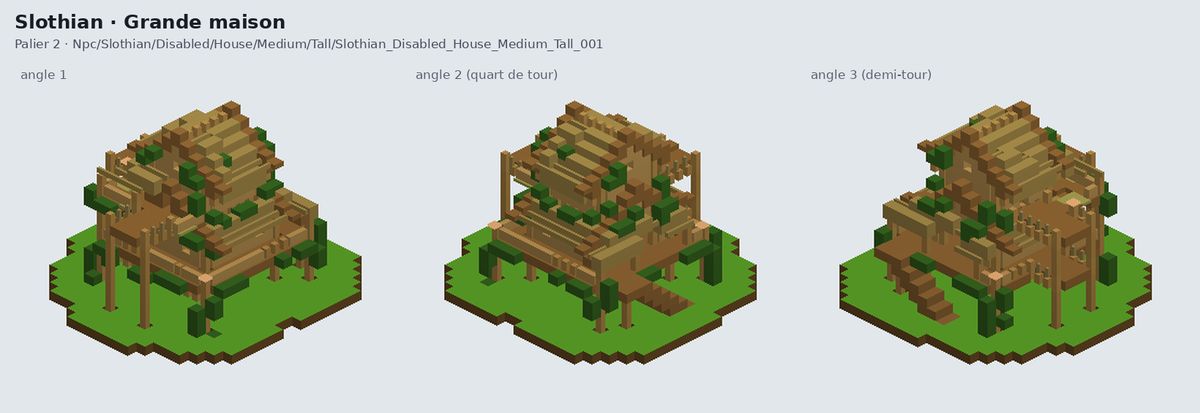 Slothian · Grande maison
Palier 2 · Npc/Slothian/Disabled/House/Medium/Tall/Slothian_Disabled_House_Medium_Tall_001
angle 1
angle 2 (quart de tour)
angle 3 (demi-tour)